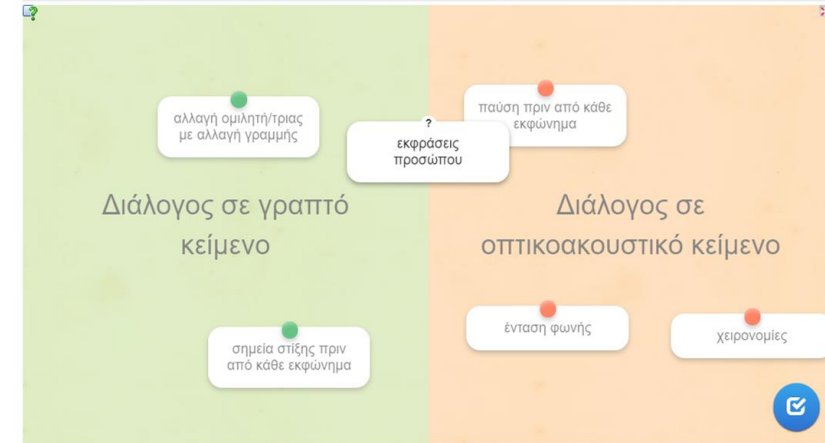 αλλαγή ομιλητή/τριας
με αλλαγή γραμμής
παύση πριν από κάθε
εκφώνημα
?
εκφράσεις
προσώπου
Διάλογος σε γραπτό
κείμενο
Διάλογος σε
οπτικοακουστικό κείμενο
σημεία στίξης πριν
από κάθε εκφώνημα
ένταση φωνής
χειρονομίες